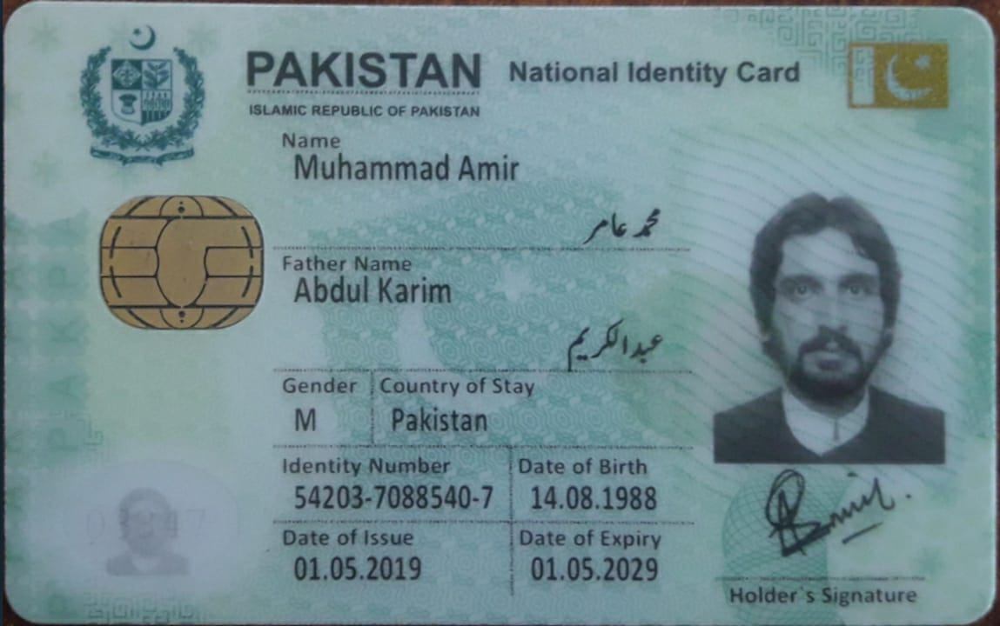 PAKISTAN National Identity Card
ISLAMIC REPUBLIC OF PAKISTAN
Name
Muhammad Amir
محمد عامر
Father Name
Abdul Karim
عبدالکریم
Gender Country of Stay
M Pakistan
Identity Number Date of Birth
54203-7088540-7 14.08.1988
Date of Issue Date of Expiry
01.05.2019 01.05.2029
Holder`s Signature